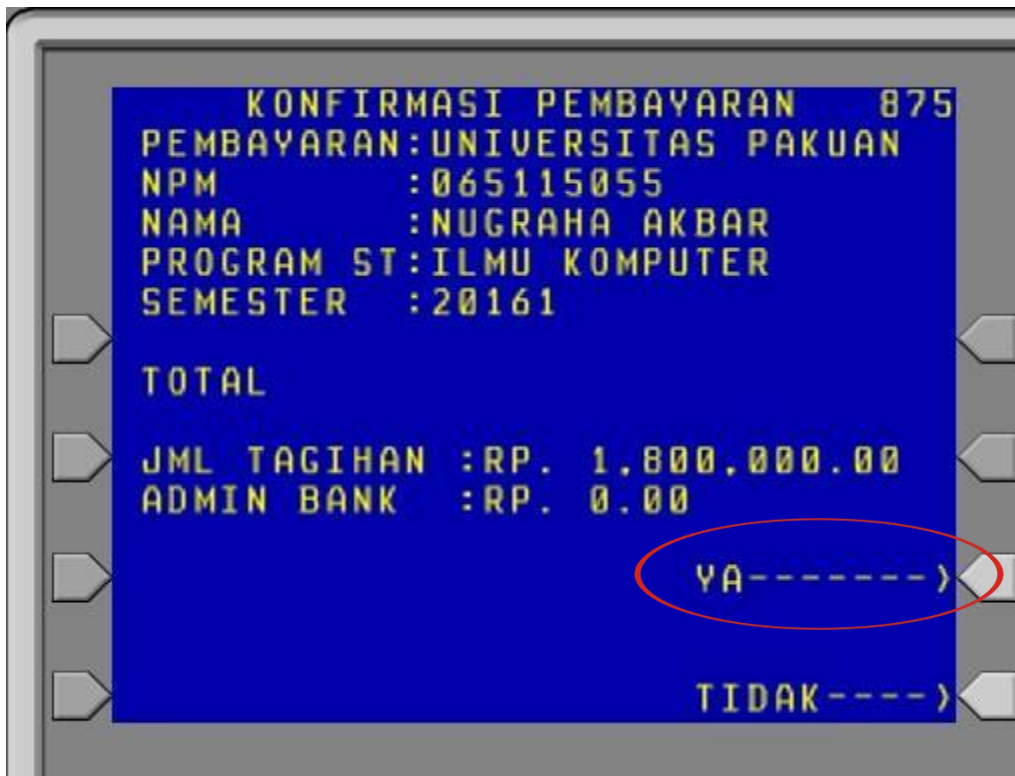 KONFIRMASI PEMBAYARAN 875
PEMBAYARAN:UNIVERSITAS PAKUAN
NPM :065115055
NAMA :NUGRAHA AKBAR
PROGRAM ST:ILMU KOMPUTER
SEMESTER :20161
TOTAL
JML TAGIHAN :RP. 1,800,000.00
ADMIN BANK :RP. 0.00
YA-------->
TIDAK---->